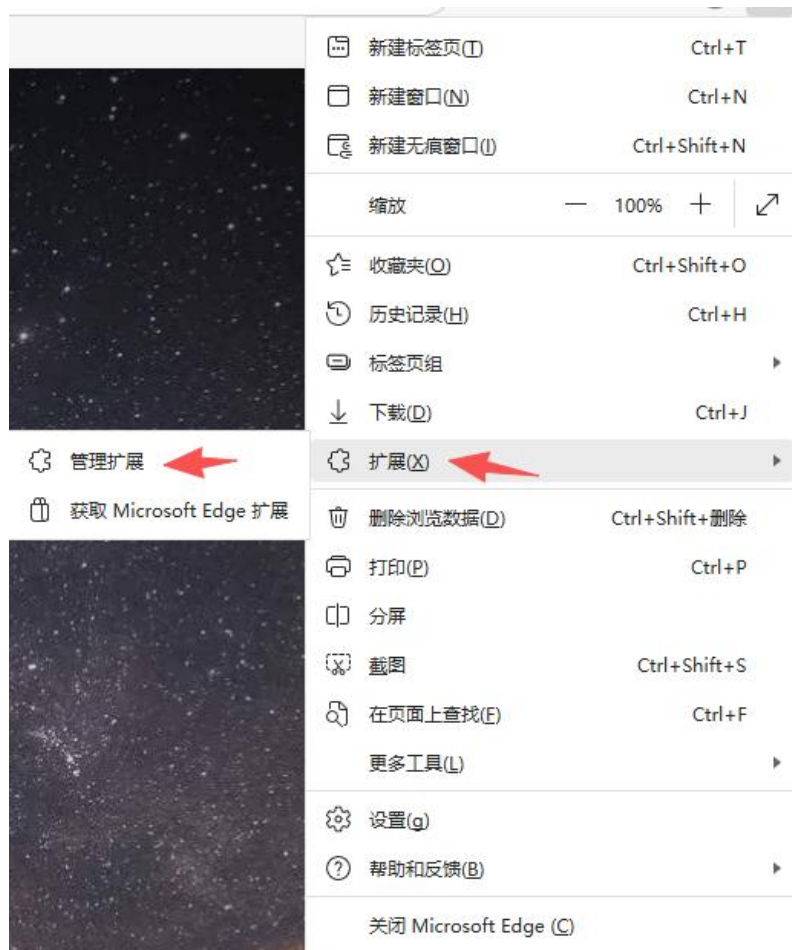 新建标签页(T) Ctrl+T
新建窗口(N) Ctrl+N
新建无痕窗口(I) Ctrl+Shift+N
缩放 — 100% +
收藏夹(O) Ctrl+Shift+O
历史记录(H) Ctrl+H
标签页组
下载(D) Ctrl+J
管理扩展
扩展(X)
获取 Microsoft Edge 扩展
删除浏览数据(D) Ctrl+Shift+删除
打印(P) Ctrl+P
分屏
截图 Ctrl+Shift+S
在页面上查找(F) Ctrl+F
更多工具(L)
设置(g)
帮助和反馈(B)
关闭 Microsoft Edge (C)